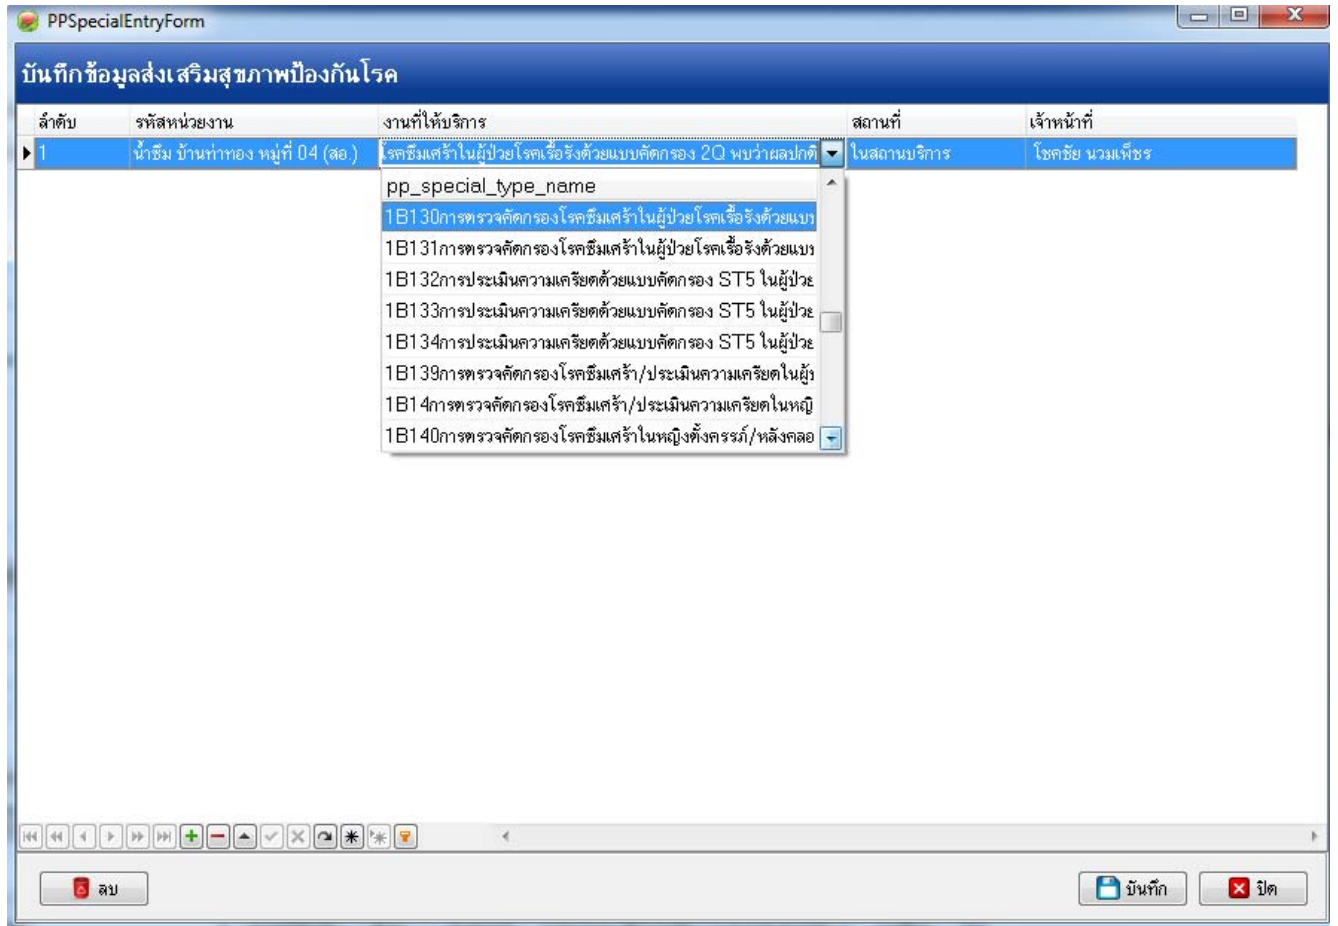 PPSpecialEntryForm
บันทึกข้อมูลส่งเสริมสุขภาพป้องกันโรค
ลำดับ รหัสหน่วยงาน งานที่ให้บริการ สถานที่ เจ้าหน้าที่
1 น้ำซึม บ้านท่าทอง หมู่ที่ 04 (สอ.) โรคซึมเศร้าในผู้ป่วยโรคเรื้อรังด้วยแบบคัดกรอง 2Q พบว่าผลปกติ ในสถานบริการ โชคชัย นวมเพ็ชร
pp_special_type_name
1B130การตรวจคัดกรองโรคซึมเศร้าในผู้ป่วยโรคเรื้อรังด้วยแบบ
1B131การตรวจคัดกรองโรคซึมเศร้าในผู้ป่วยโรคเรื้อรังด้วยแบบ
1B132การประเมินความเครียดด้วยแบบคัดกรอง ST5 ในผู้ป่วย
1B133การประเมินความเครียดด้วยแบบคัดกรอง ST5 ในผู้ป่วย
1B134การประเมินความเครียดด้วยแบบคัดกรอง ST5 ในผู้ป่วย
1B139การตรวจคัดกรองโรคซึมเศร้า/ประเมินความเครียดในผู้ป
1B14การตรวจคัดกรองโรคซึมเศร้า/ประเมินความเครียดในหญิ
1B140การตรวจคัดกรองโรคซึมเศร้าในหญิงตั้งครรภ์/หลังคลอ
ลบ บันทึก ปิด